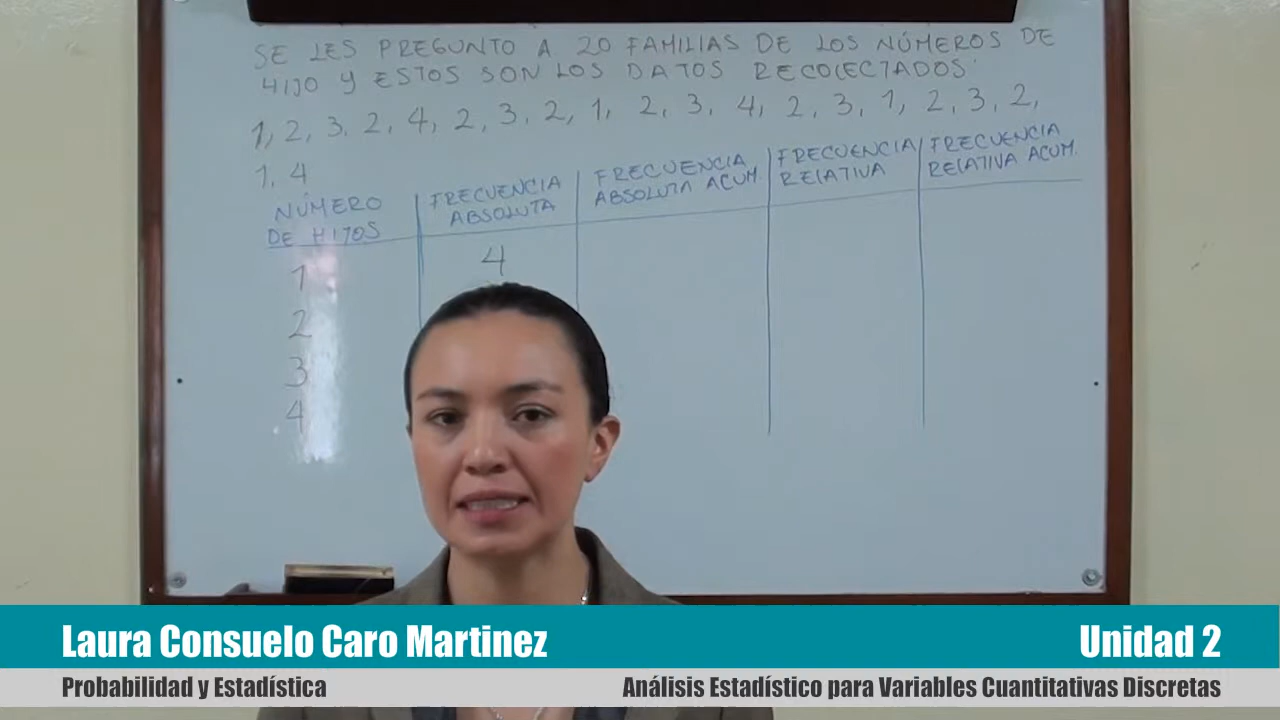 SE LES PREGUNTO A 20 FAMILIAS DE LOS NÚMEROS DE
HIJO Y ESTOS SON LOS DATOS RECOLECTADOS:
1, 2, 3, 2, 4, 2, 3, 2, 1, 2, 3, 4, 2, 3, 1, 2, 3, 2,
1, 4
NÚMERO
DE HIJOS
FRECUENCIA
ABSOLUTA
FRECUENCIA
ABSOLUTA ACUM.
FRECUENCIA
RELATIVA
FRECUENCIA
RELATIVA ACUM.
1
4
2
3
4
Laura Consuelo Caro Martinez
Unidad 2
Probabilidad y Estadística
Análisis Estadístico para Variables Cuantitativas Discretas